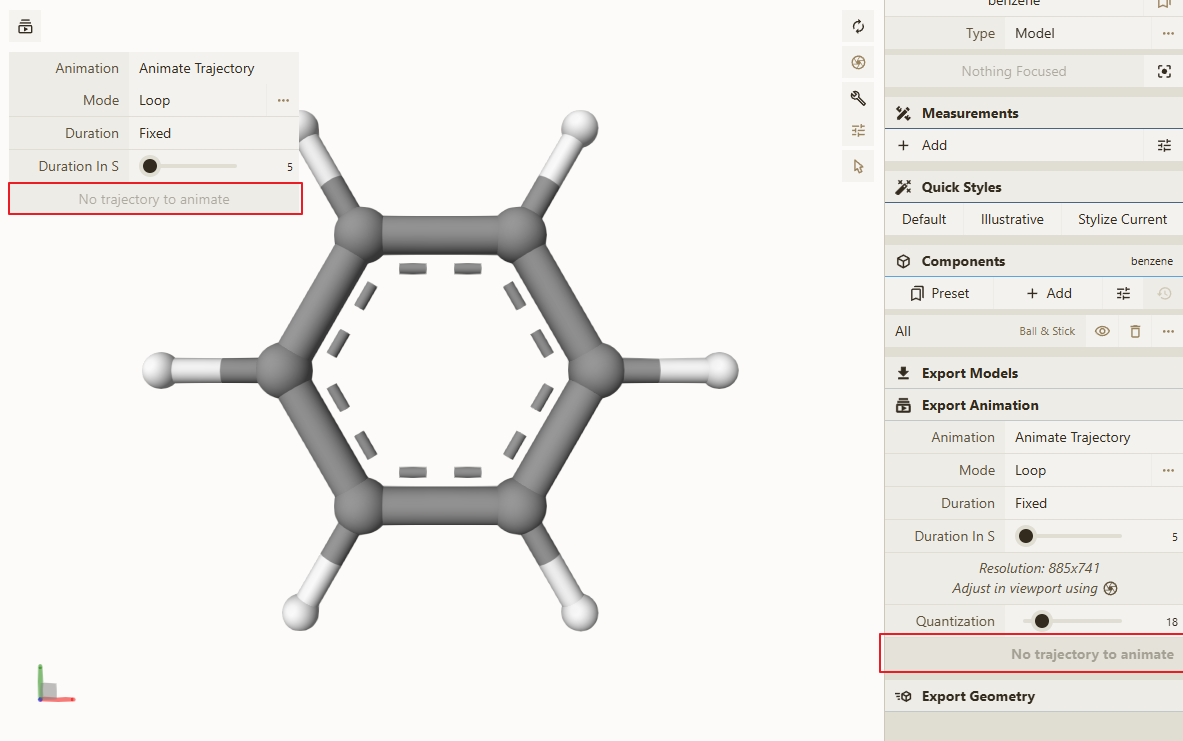 Animation Animate Trajectory
Mode Loop
Duration Fixed
Duration In S 5
No trajectory to animate
benzene
Type Model
Nothing Focused
Measurements
Add
Quick Styles
Default Illustrative Stylize Current
Components benzene
Preset Add
All Ball & Stick
Export Models
Export Animation
Animation Animate Trajectory
Mode Loop
Duration Fixed
Duration In S 5
Resolution: 885x741
Adjust in viewport using
Quantization 18
No trajectory to animate
Export Geometry